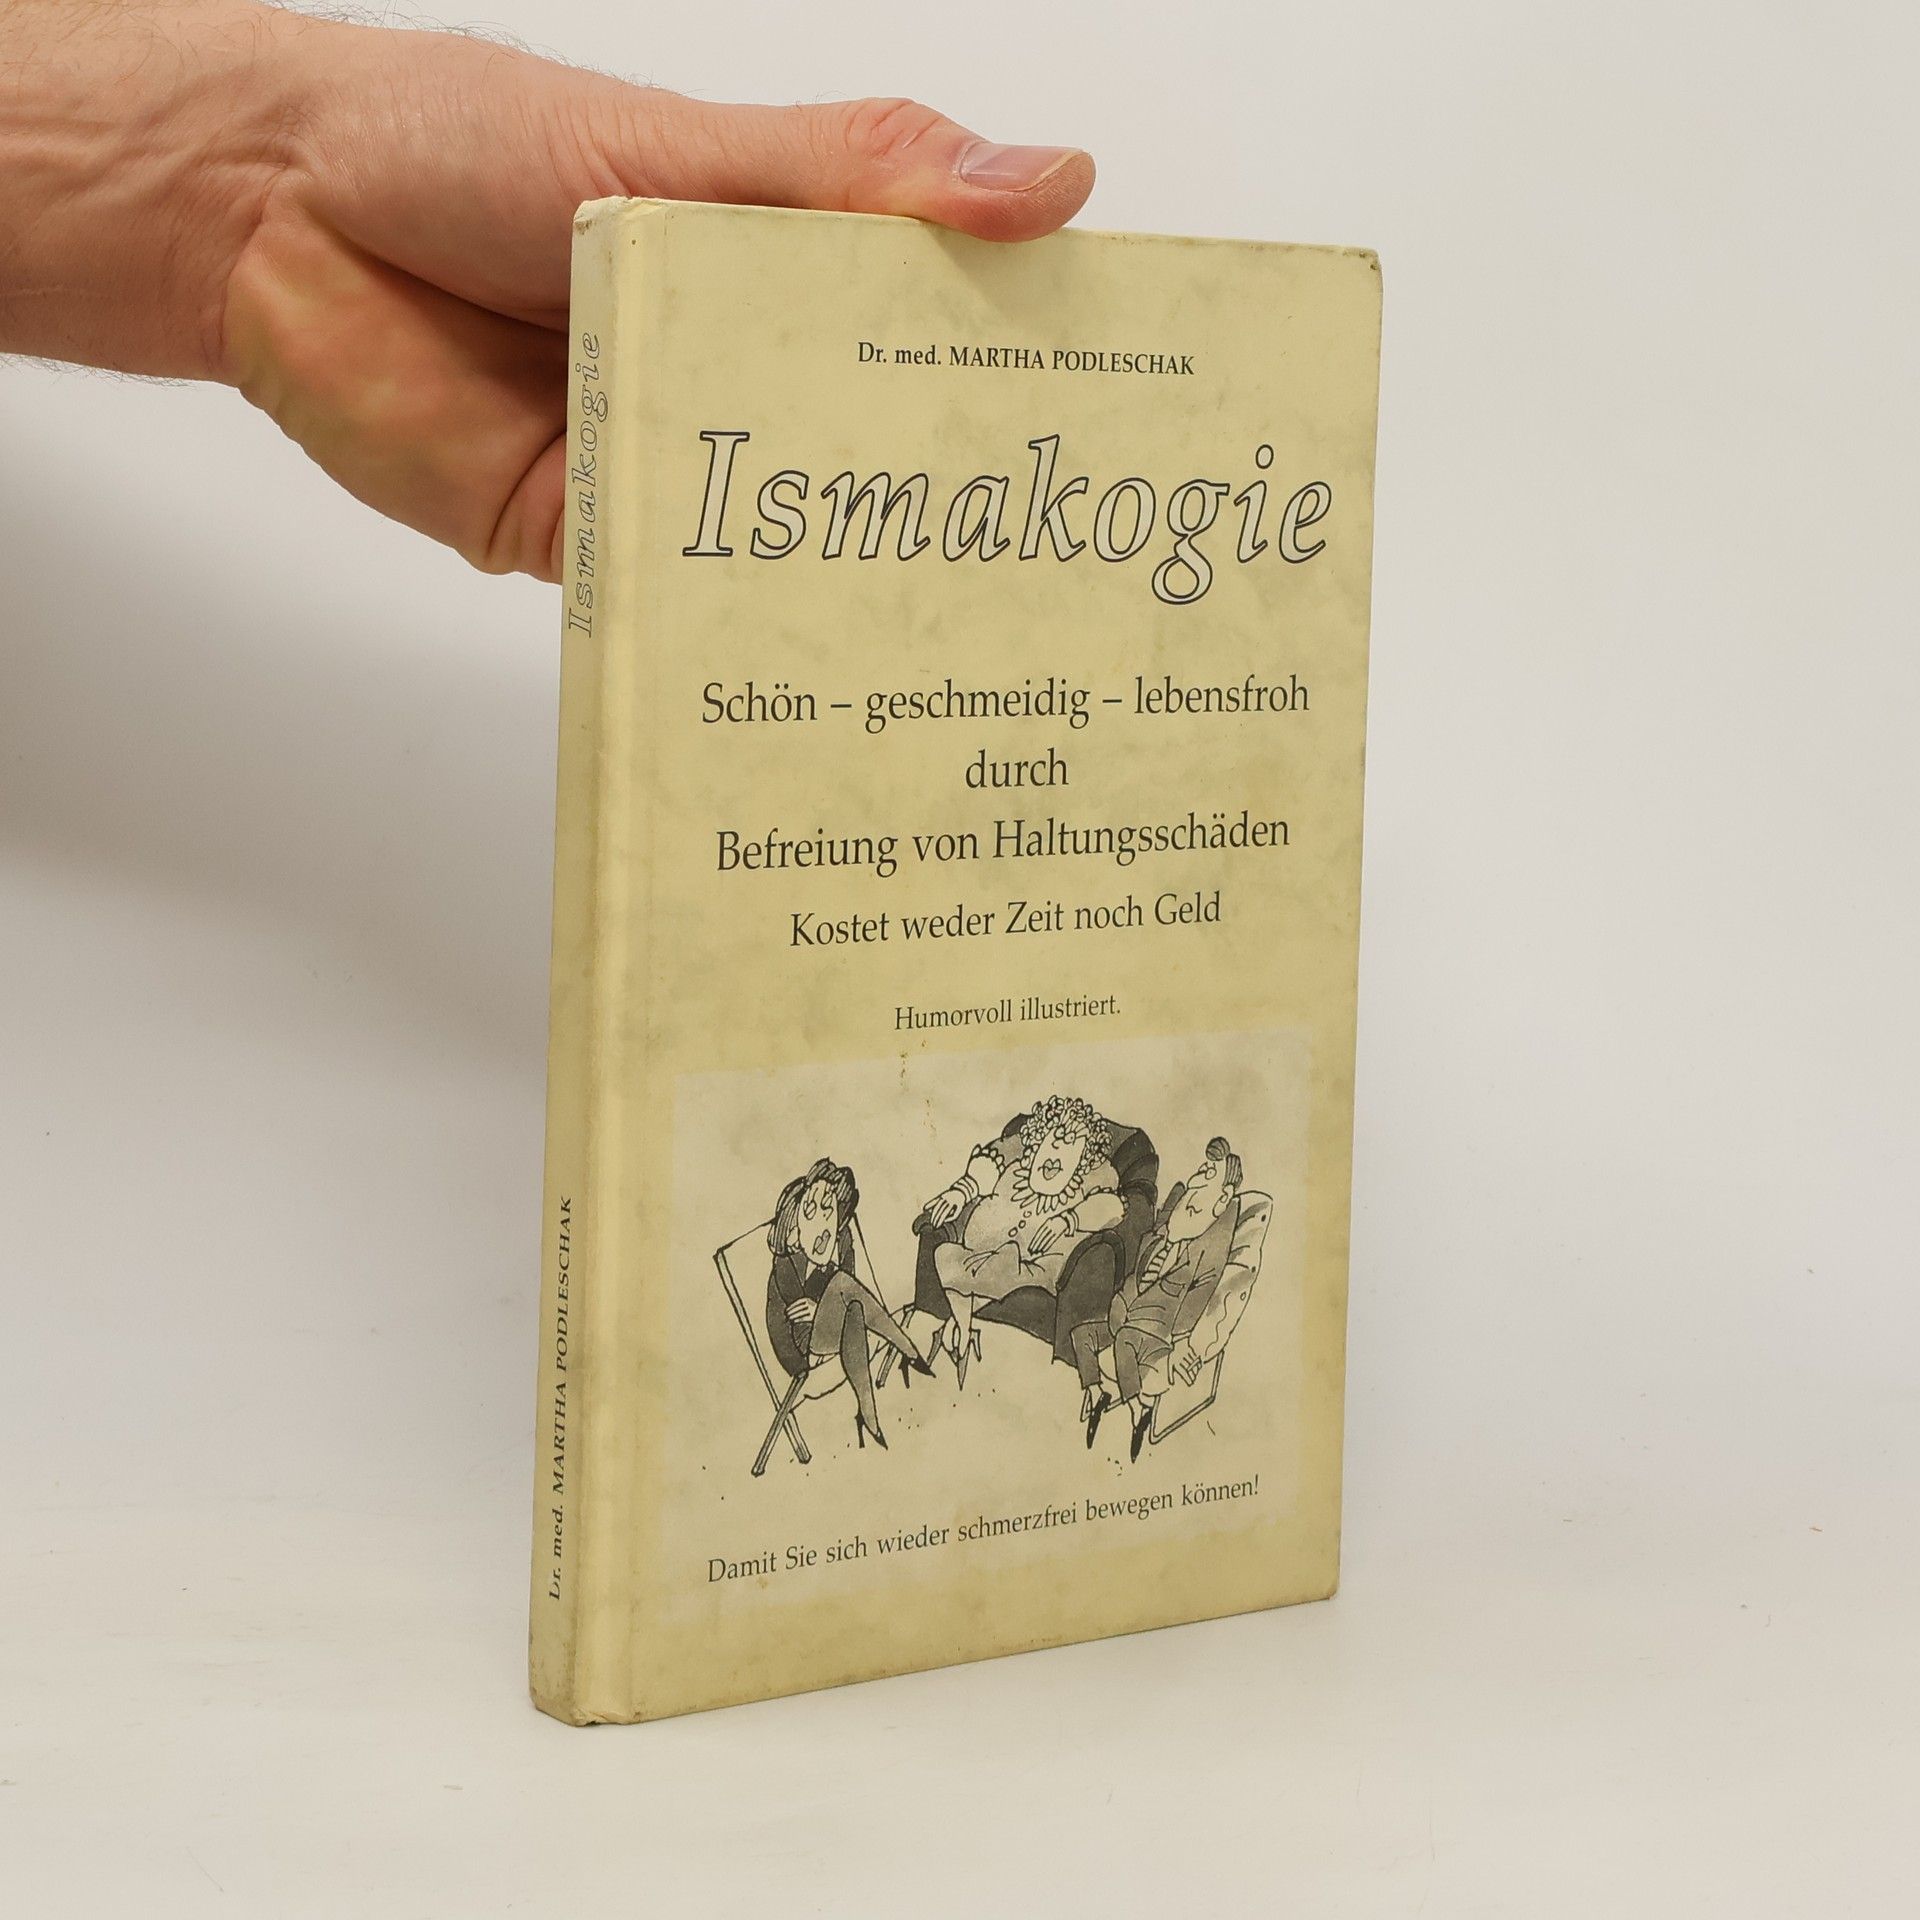 Dr. med. MARTHA PODLESCHAK
Ismakogie
Schön – geschmeidig – lebensfroh
durch
Befreiung von Haltungsschäden
Kostet weder Zeit noch Geld
Humorvoll illustriert.
Damit Sie sich wieder schmerzfrei bewegen können!
Dr. med. MARTHA PODLESCHAK
Ismakogie